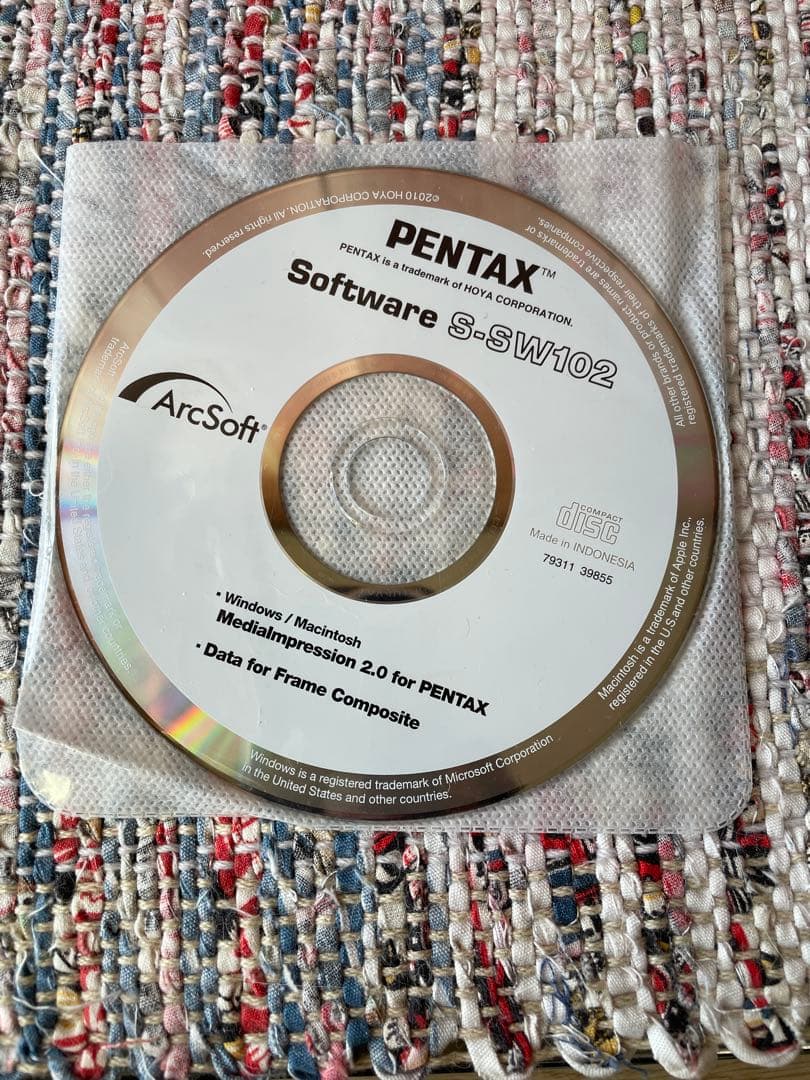 ©2010 HOYA CORPORATION. All rights reserved.
PENTAX™
PENTAX is a trademark of HOYA CORPORATION.
Software S-SW102
All other brands or product names are trademarks or
registered trademarks of their respective companies.
ArcSoft®
COMPACT
disc
Made in INDONESIA
79311 39855
• Windows / Macintosh
MediaImpression 2.0 for PENTAX
• Data for Frame Composite
Macintosh is a trademark of Apple Inc.,
registered in the U.S.and other countries.
Windows is a registered trademark of Microsoft Corporation
in the United States and other countries.
ArcSoft